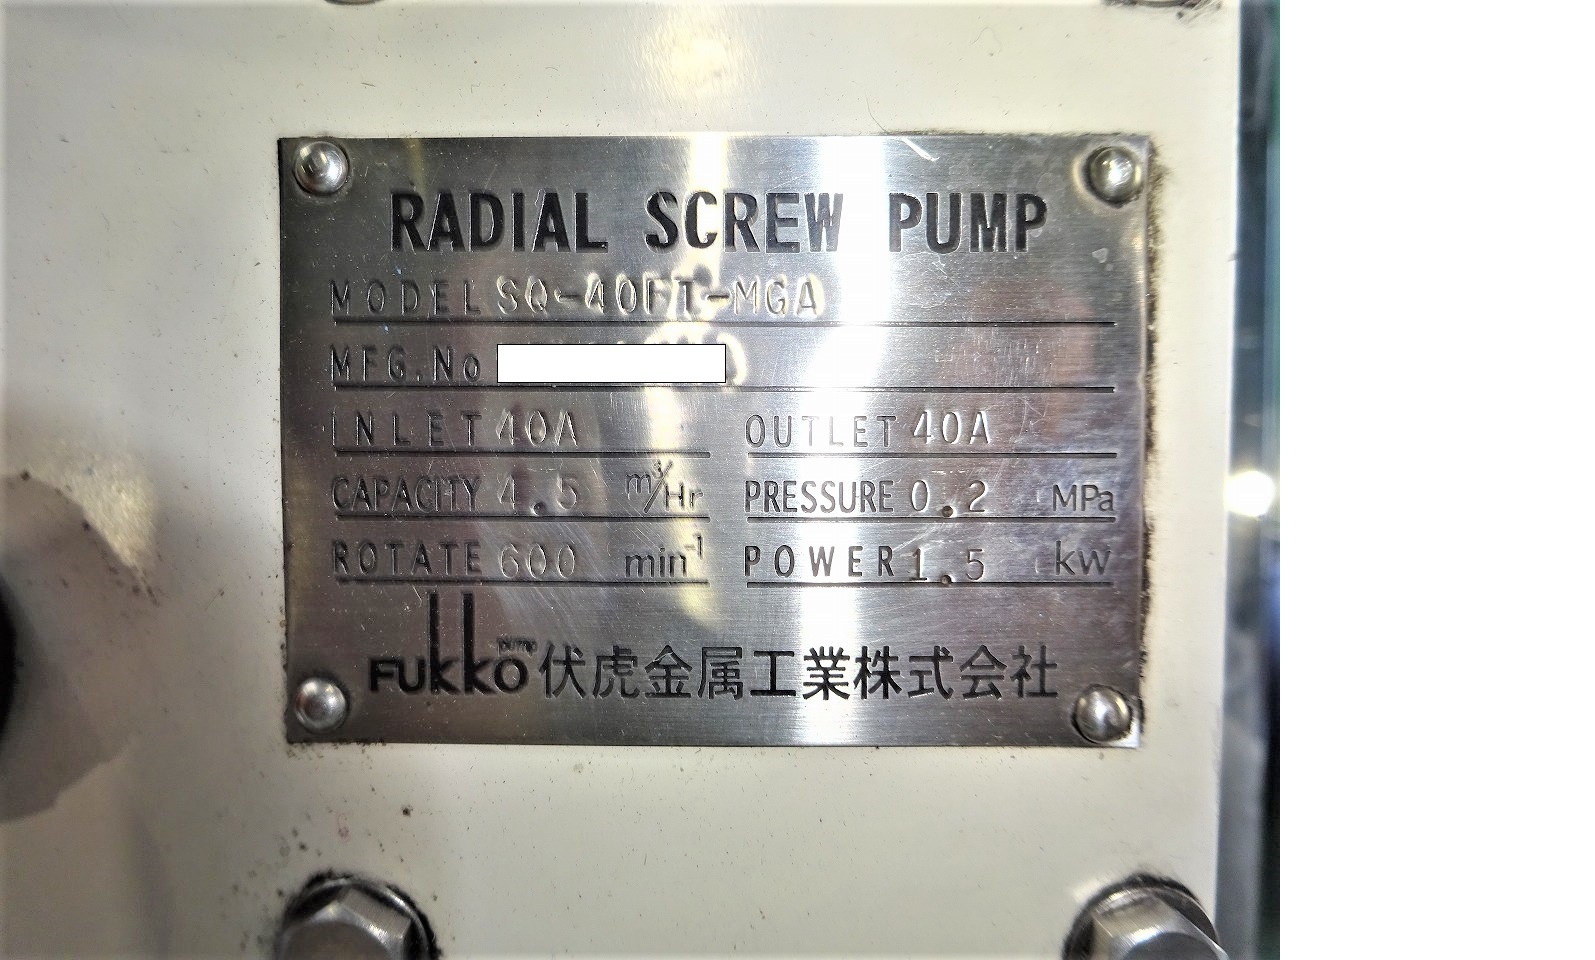 RADIAL SCREW PUMP
MODEL SQ-40FT-MGA
MFG.No
INLET 40A OUTLET 40A
CAPACITY 4.5 m³/Hr PRESSURE 0.2 MPa
ROTATE 600 min⁻¹ POWER 1.5 kw
FUKKO 伏虎金属工業株式会社